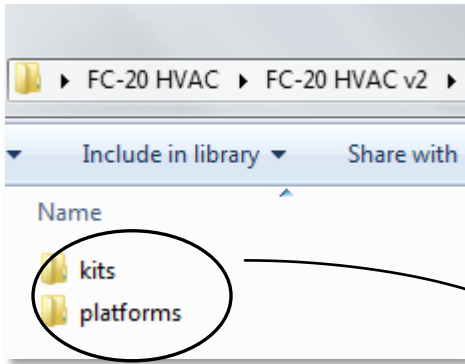 FC-20 HVAC FC-20 HVAC v2
Include in library Share with
Name
kits
platforms